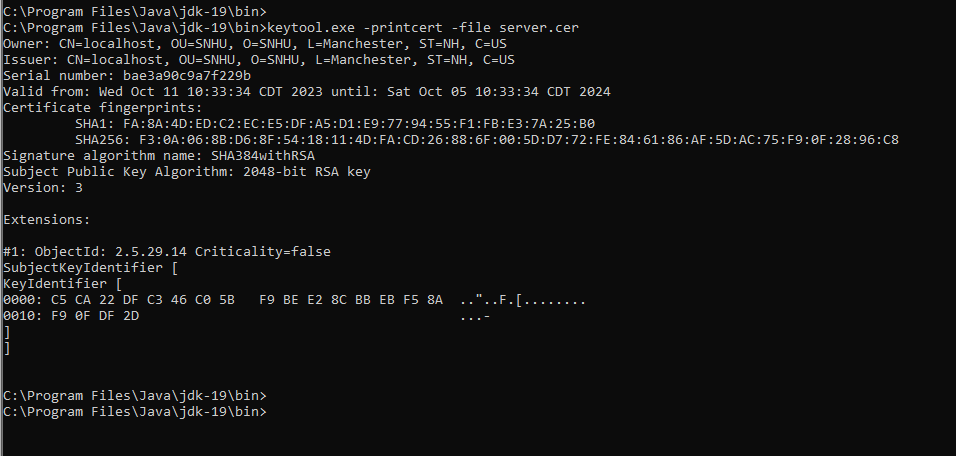 C:\Program Files\Java\jdk-19\bin>
C:\Program Files\Java\jdk-19\bin>keytool.exe -printcert -file server.cer
Owner: CN=localhost, OU=SNHU, O=SNHU, L=Manchester, ST=NH, C=US
Issuer: CN=localhost, OU=SNHU, O=SNHU, L=Manchester, ST=NH, C=US
Serial number: bae3a90c9a7f229b
Valid from: Wed Oct 11 10:33:34 CDT 2023 until: Sat Oct 05 10:33:34 CDT 2024
Certificate fingerprints:
         SHA1: FA:8A:4D:ED:C2:EC:E5:DF:A5:D1:E9:77:94:55:F1:FB:E3:7A:25:B0
         SHA256: F3:0A:06:8B:D6:8F:54:18:11:4D:FA:CD:26:88:6F:00:5D:D7:72:FE:84:61:86:AF:5D:AC:75:F9:0F:28:96:C8
Signature algorithm name: SHA384withRSA
Subject Public Key Algorithm: 2048-bit RSA key
Version: 3
Extensions:
#1: ObjectId: 2.5.29.14 Criticality=false
SubjectKeyIdentifier [
KeyIdentifier [
0000: C5 CA 22 DF C3 46 C0 5B   F9 BE E2 8C BB EB F5 8A  .."..F.[........
0010: F9 0F DF 2D                                        ...-
]
]
C:\Program Files\Java\jdk-19\bin>
C:\Program Files\Java\jdk-19\bin>